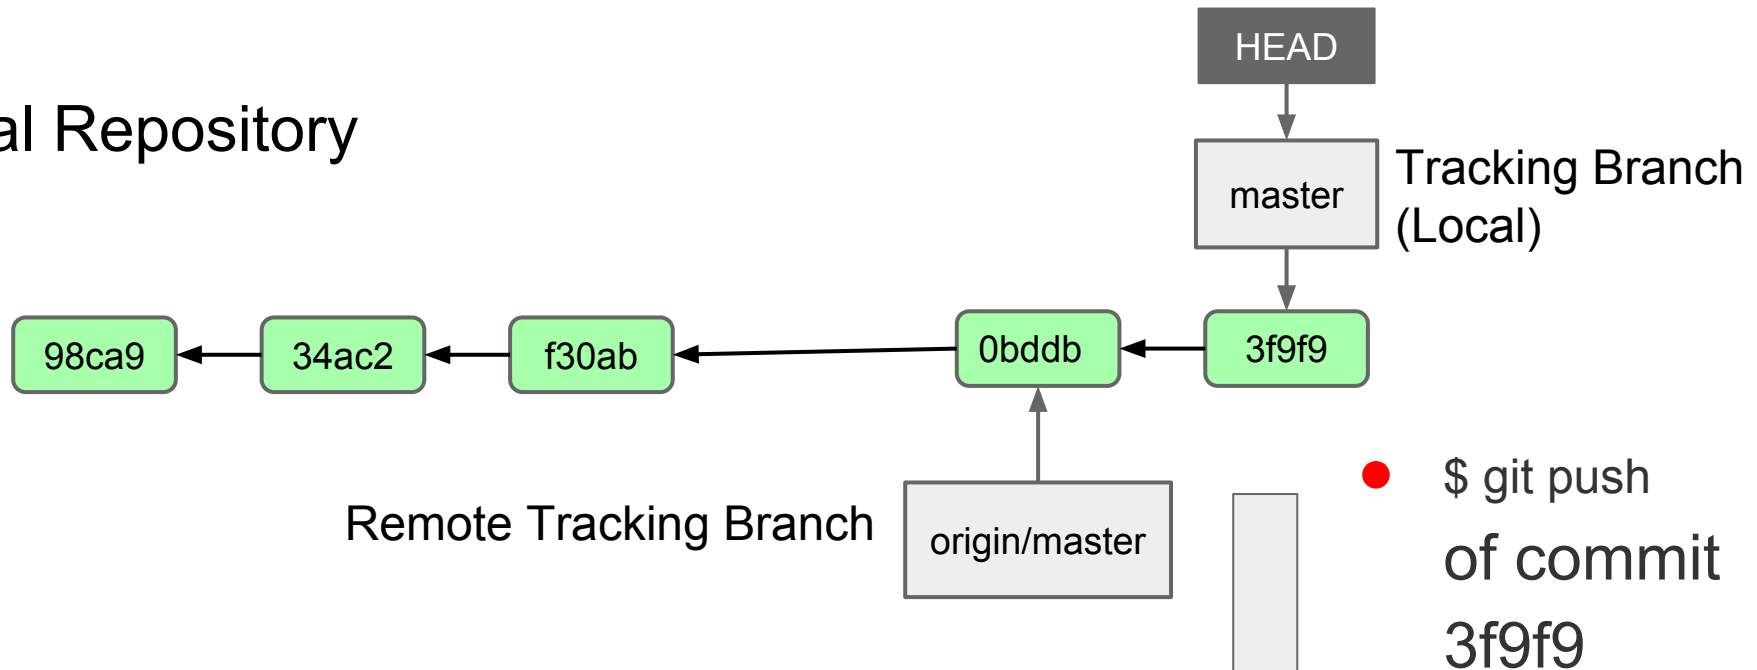 HEAD
al Repository
master
Tracking Branch
(Local)
98ca9
34ac2
f30ab
0bddb
3f9f9
Remote Tracking Branch
origin/master
$ git push
of commit
3f9f9